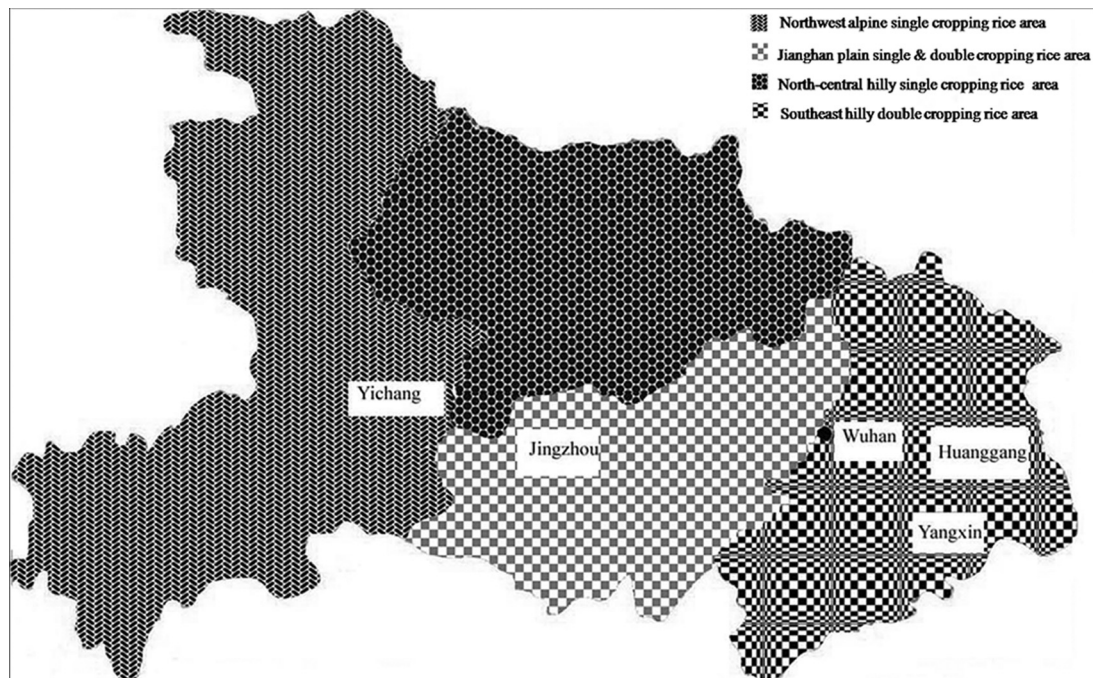 Northwest alpine single cropping rice area
Jianghan plain single & double cropping rice area
North-central hilly single cropping rice area
Southeast hilly double cropping rice area
Yichang
Jingzhou
Wuhan
Huanggang
Yangxin